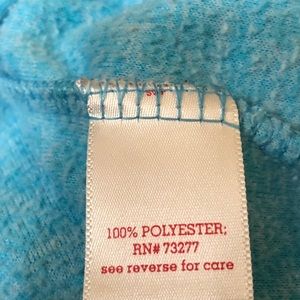 100% POLYESTER;
RN# 73277
see reverse for care